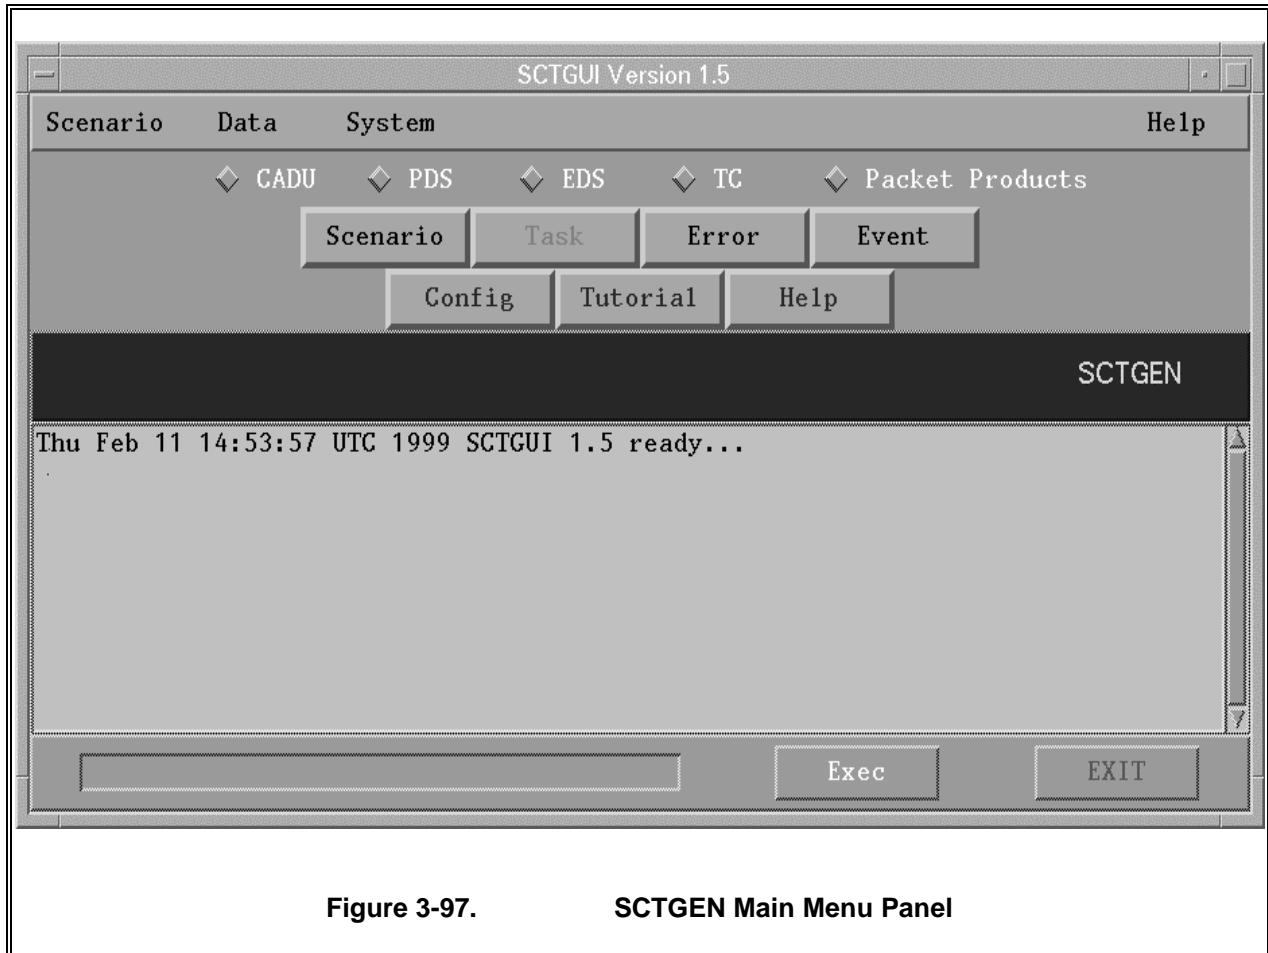 SCTGUI Version 1.5
Scenario Data System Help
CADU PDS EDS TC Packet Products
Scenario Task Error Event
Config Tutorial Help
SCTGEN
Thu Feb 11 14:53:57 UTC 1999 SCTGUI 1.5 ready...
Exec EXIT
Figure 3-97. SCTGEN Main Menu Panel